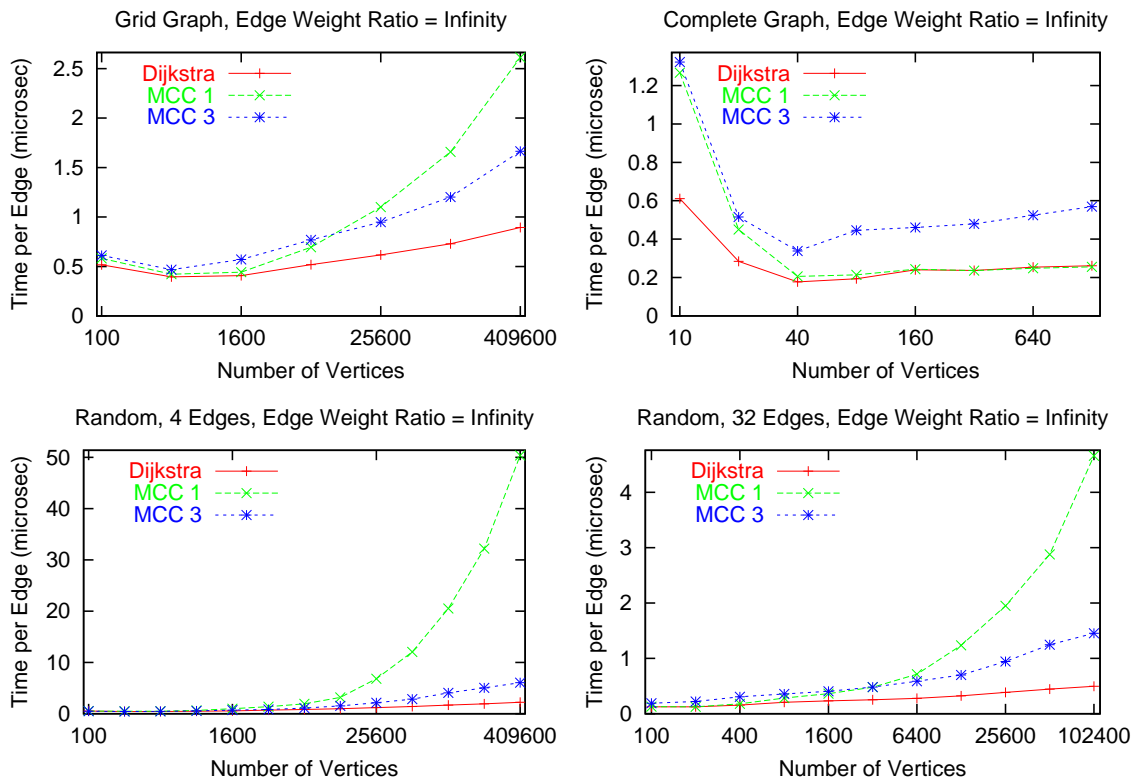 Grid Graph, Edge Weight Ratio = Infinity
Time per Edge (microsec)
2.5
2
1.5
1
0.5
0
Dijkstra
MCC 1
MCC 3
100 1600 25600 409600
Number of Vertices
Complete Graph, Edge Weight Ratio = Infinity
Time per Edge (microsec)
1.2
1
0.8
0.6
0.4
0.2
0
Dijkstra
MCC 1
MCC 3
10 40 160 640
Number of Vertices
Random, 4 Edges, Edge Weight Ratio = Infinity
Time per Edge (microsec)
50
40
30
20
10
0
Dijkstra
MCC 1
MCC 3
100 1600 25600 409600
Number of Vertices
Random, 32 Edges, Edge Weight Ratio = Infinity
Time per Edge (microsec)
4
3
2
1
0
Dijkstra
MCC 1
MCC 3
100 400 1600 6400 25600 102400
Number of Vertices